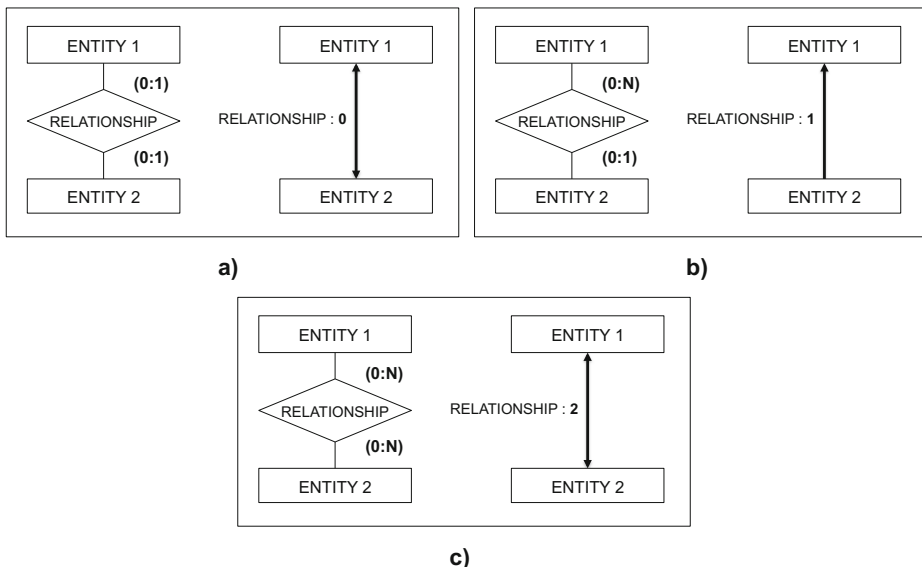 ENTITY 1
(0:1)
RELATIONSHIP
(0:1)
ENTITY 2
ENTITY 1
RELATIONSHIP : 0
ENTITY 2
a)
ENTITY 1
(0:N)
RELATIONSHIP
(0:1)
ENTITY 2
ENTITY 1
RELATIONSHIP : 1
ENTITY 2
b)
ENTITY 1
(0:N)
RELATIONSHIP
(0:N)
ENTITY 2
ENTITY 1
RELATIONSHIP : 2
ENTITY 2
c)